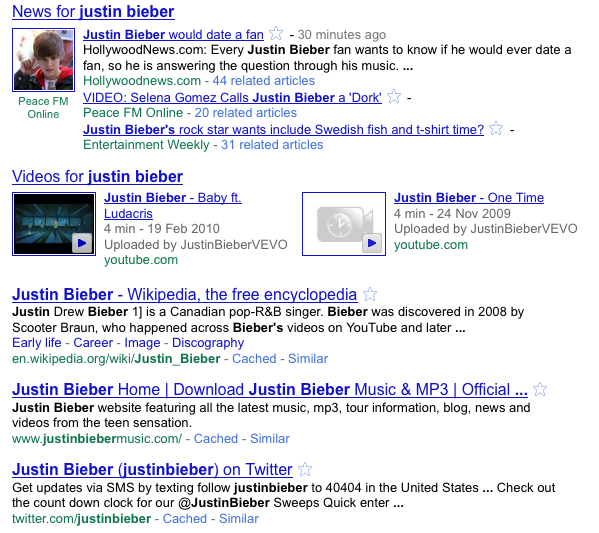 News for justin bieber
Justin Bieber would date a fan - 30 minutes ago
HollywoodNews.com: Every Justin Bieber fan wants to know if he would ever date a
fan, so he is answering the question through his music. ...
Hollywoodnews.com - 44 related articles
Peace FM
Online
VIDEO: Selena Gomez Calls Justin Bieber a 'Dork' -
Peace FM Online - 20 related articles
Justin Bieber's rock star wants include Swedish fish and t-shirt time? -
Entertainment Weekly - 31 related articles
Videos for justin bieber
Justin Bieber - Baby ft.
Ludacris
4 min - 19 Feb 2010
Uploaded by JustinBieberVEVO
youtube.com
Justin Bieber - One Time
4 min - 24 Nov 2009
Uploaded by JustinBieberVEVO
youtube.com
Justin Bieber - Wikipedia, the free encyclopedia
Justin Drew Bieber 1] is a Canadian pop-R&B singer. Bieber was discovered in 2008 by
Scooter Braun, who happened across Bieber's videos on YouTube and later ...
Early life - Career - Image - Discography
en.wikipedia.org/wiki/Justin_Bieber - Cached - Similar
Justin Bieber Home | Download Justin Bieber Music & MP3 | Official ...
Justin Bieber website featuring all the latest music, mp3, tour information, blog, news and
videos from the teen sensation.
www.justinbiebermusic.com/ - Cached - Similar
Justin Bieber (justinbieber) on Twitter
Get updates via SMS by texting follow justinbieber to 40404 in the United States ... Check out
the count down clock for our @JustinBieber Sweeps Quick enter ...
twitter.com/justinbieber - Cached - Similar